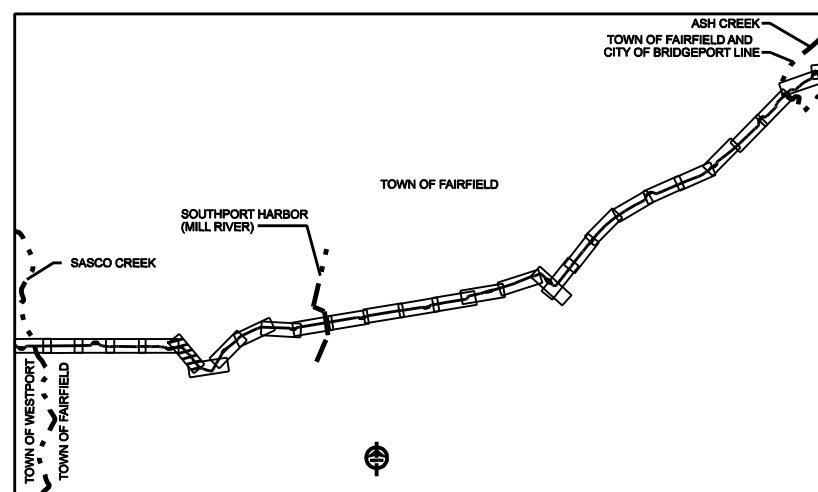 ASH CREEK
TOWN OF FAIRFIELD AND
CITY OF BRIDGEPORT LINE
TOWN OF FAIRFIELD
SOUTHPORT HARBOR
(MILL RIVER)
SASCO CREEK
TOWN OF WESTPORT
TOWN OF FAIRFIELD